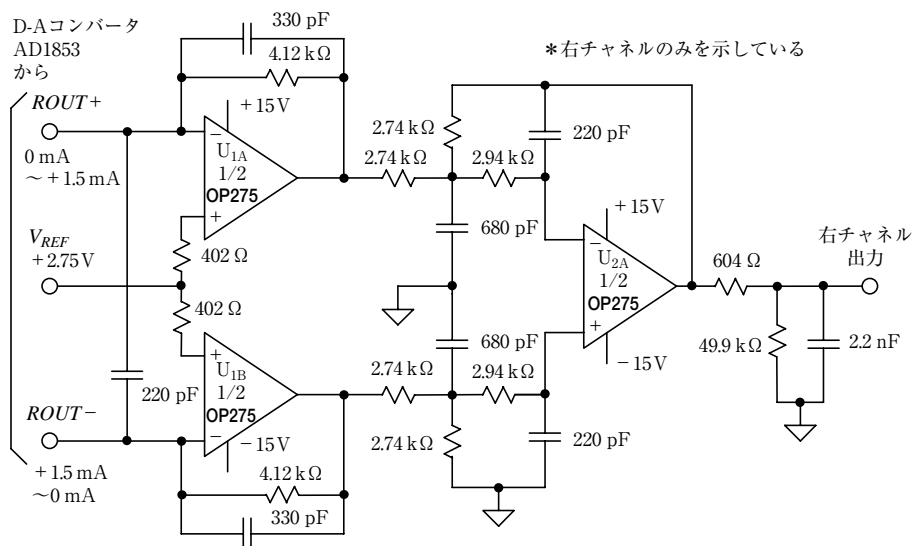 D-Aコンバータ
AD1853
から
330 pF
4.12 kΩ
*右チャネルのみを示している
ROUT+
+15V
0 mA
～+1.5 mA
−
U1A
1/2
OP275
+
2.74 kΩ
220 pF
2.74 kΩ
2.94 kΩ
+15V
680 pF
402 Ω
VREF
+2.75V
−
U2A
1/2
OP275
+
−15V
604 Ω
右チャネル
出力
402 Ω
680 pF
49.9 kΩ
2.2 nF
+
U1B
1/2
OP275
−
220 pF
2.74 kΩ
2.94 kΩ
ROUT−
−15V
2.74 kΩ
220 pF
+1.5 mA
～0 mA
4.12 kΩ
330 pF